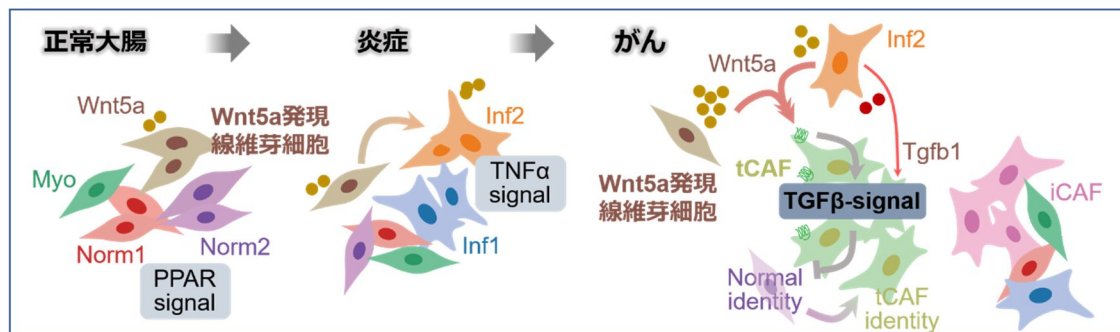 正常大腸
炎症
がん
Wnt5a
Wnt5a発現
線維芽細胞
Myo
Norm1
Norm2
PPAR
signal
Inf2
TNFα
signal
Inf1
Inf2
Wnt5a
Tgfb1
tCAF
TGFβ-signal
Wnt5a発現
線維芽細胞
Normal
identity
tCAF
identity
iCAF